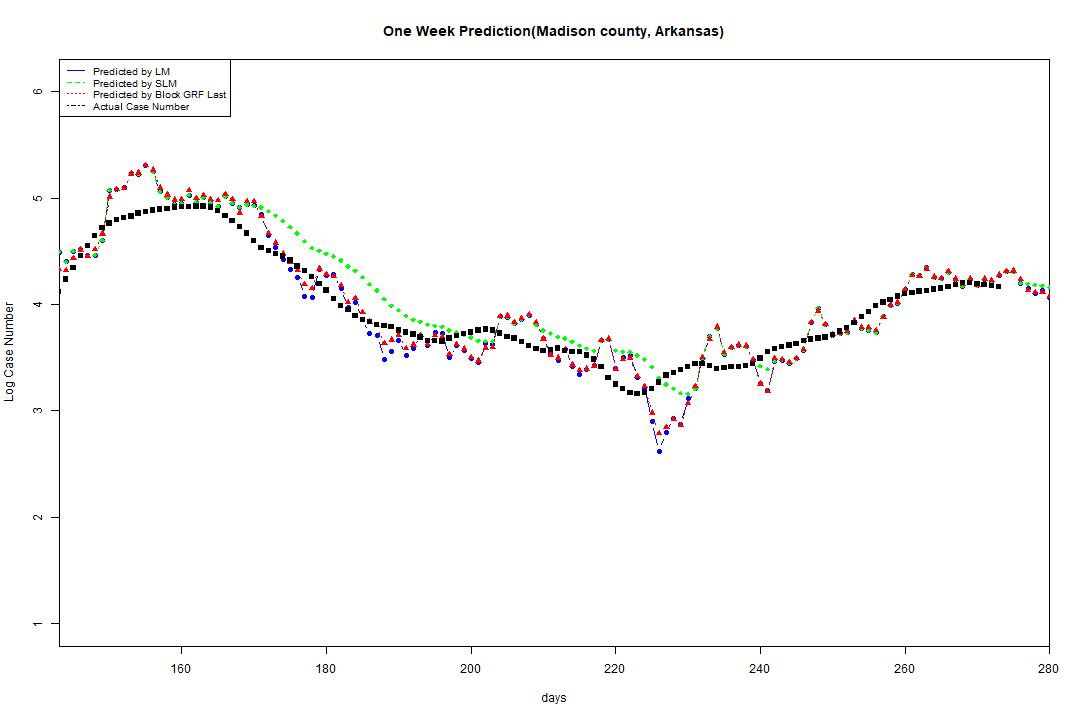 One Week Prediction(Madison county, Arkansas)
Predicted by LM
Predicted by SLM
Predicted by Block GRF Last
Actual Case Number
6
5
4
3
2
1
Log Case Number
160 180 200 220 240 260 280
days